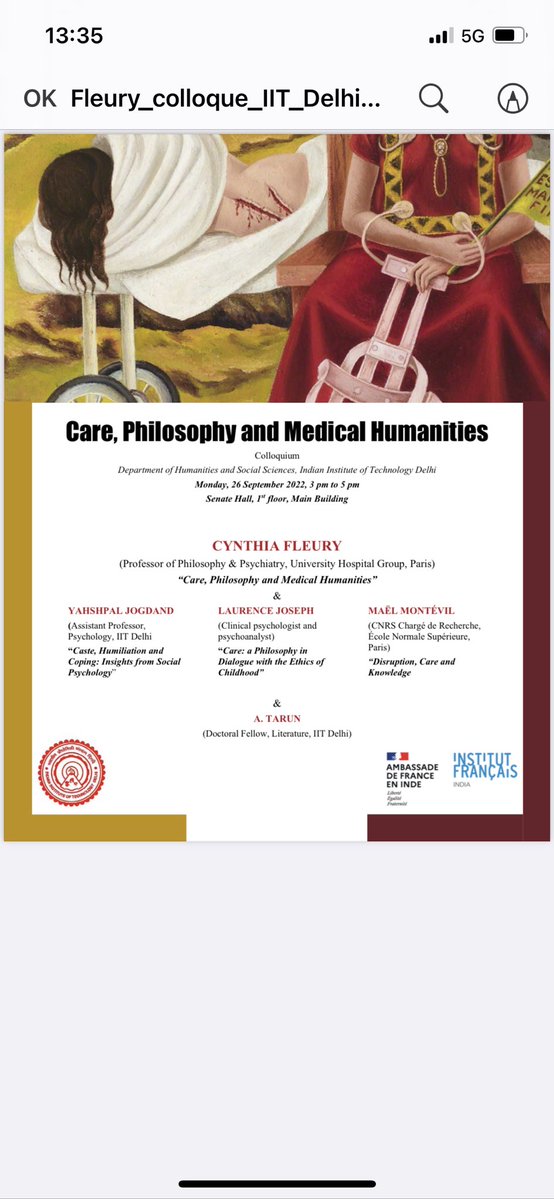 13:35
5G
OK Fleury_colloque_IIT_Delhi...
Care, Philosophy and Medical Humanities
Colloquium
Department of Humanities and Social Sciences, Indian Institute of Technology Delhi
Monday, 26 September 2022, 3 pm to 5 pm
Senate Hall, 1st floor, Main Building
CYNTHIA FLEURY
(Professor of Philosophy & Psychiatry, University Hospital Group, Paris)
“Care, Philosophy and Medical Humanities”
&
YAHSHPAL JOGDAND
(Assistant Professor,
Psychology, IIT Delhi
“Caste, Humiliation and
Coping: Insights from Social
Psychology”
LAURENCE JOSEPH
(Clinical psychologist and
psychoanalyst)
“Care: a Philosophy in
Dialogue with the Ethics of
Childhood”
MAËL MONTÉVIL
(CNRS Chargé de Recherche,
École Normale Supérieure,
Paris)
“Disruption, Care and
Knowledge
&
A. TARUN
(Doctoral Fellow, Literature, IIT Delhi)
AMBASSADE
DE FRANCE
EN INDE
Liberté
Égalité
Fraternité
INSTITUT
FRANÇAIS
INDIA